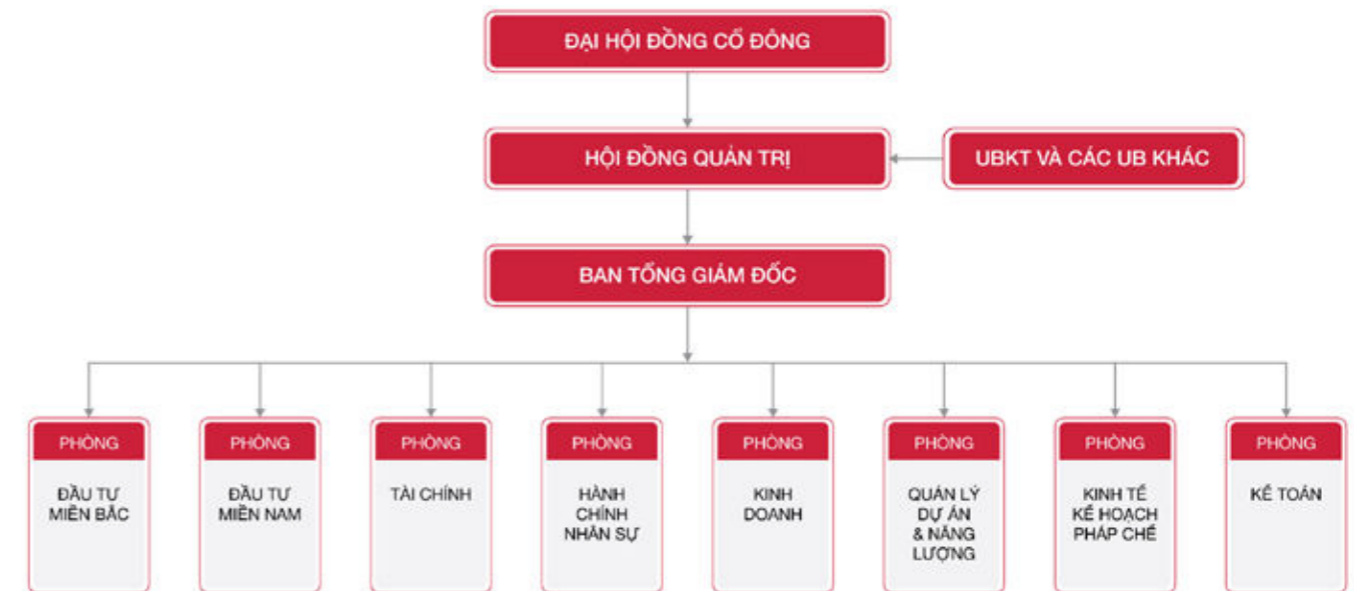 ĐẠI HỘI ĐỒNG CỔ ĐÔNG
HỘI ĐỒNG QUẢN TRỊ
UBKT VÀ CÁC UB KHÁC
BAN TỔNG GIÁM ĐỐC
PHÒNG
ĐẦU TƯ
MIỀN BẮC
PHÒNG
ĐẦU TƯ
MIỀN NAM
PHÒNG
TÀI CHÍNH
PHÒNG
HÀNH
CHÍNH
NHÂN SỰ
PHÒNG
KINH
DOANH
PHÒNG
QUẢN LÝ
DỰ ÁN
& NĂNG
LƯỢNG
PHÒNG
KINH TẾ
KẾ HOẠCH
PHÁP CHẾ
PHÒNG
KẾ TOÁN